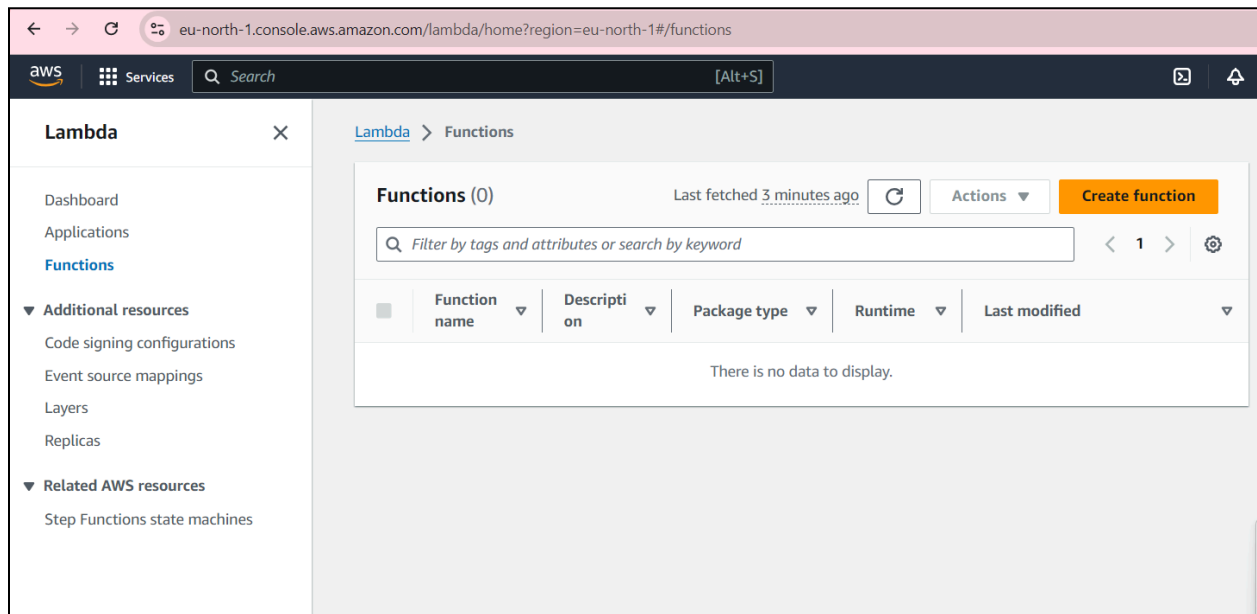 eu-north-1.console.aws.amazon.com/lambda/home?region=eu-north-1#/functions
aws Services Search [Alt+S]
Lambda
Dashboard
Applications
Functions
Additional resources
Code signing configurations
Event source mappings
Layers
Replicas
Related AWS resources
Step Functions state machines
Lambda > Functions
Functions (0) Last fetched 3 minutes ago Actions Create function
Filter by tags and attributes or search by keyword 1
Function Descripti Package type Runtime Last modified
name on
There is no data to display.